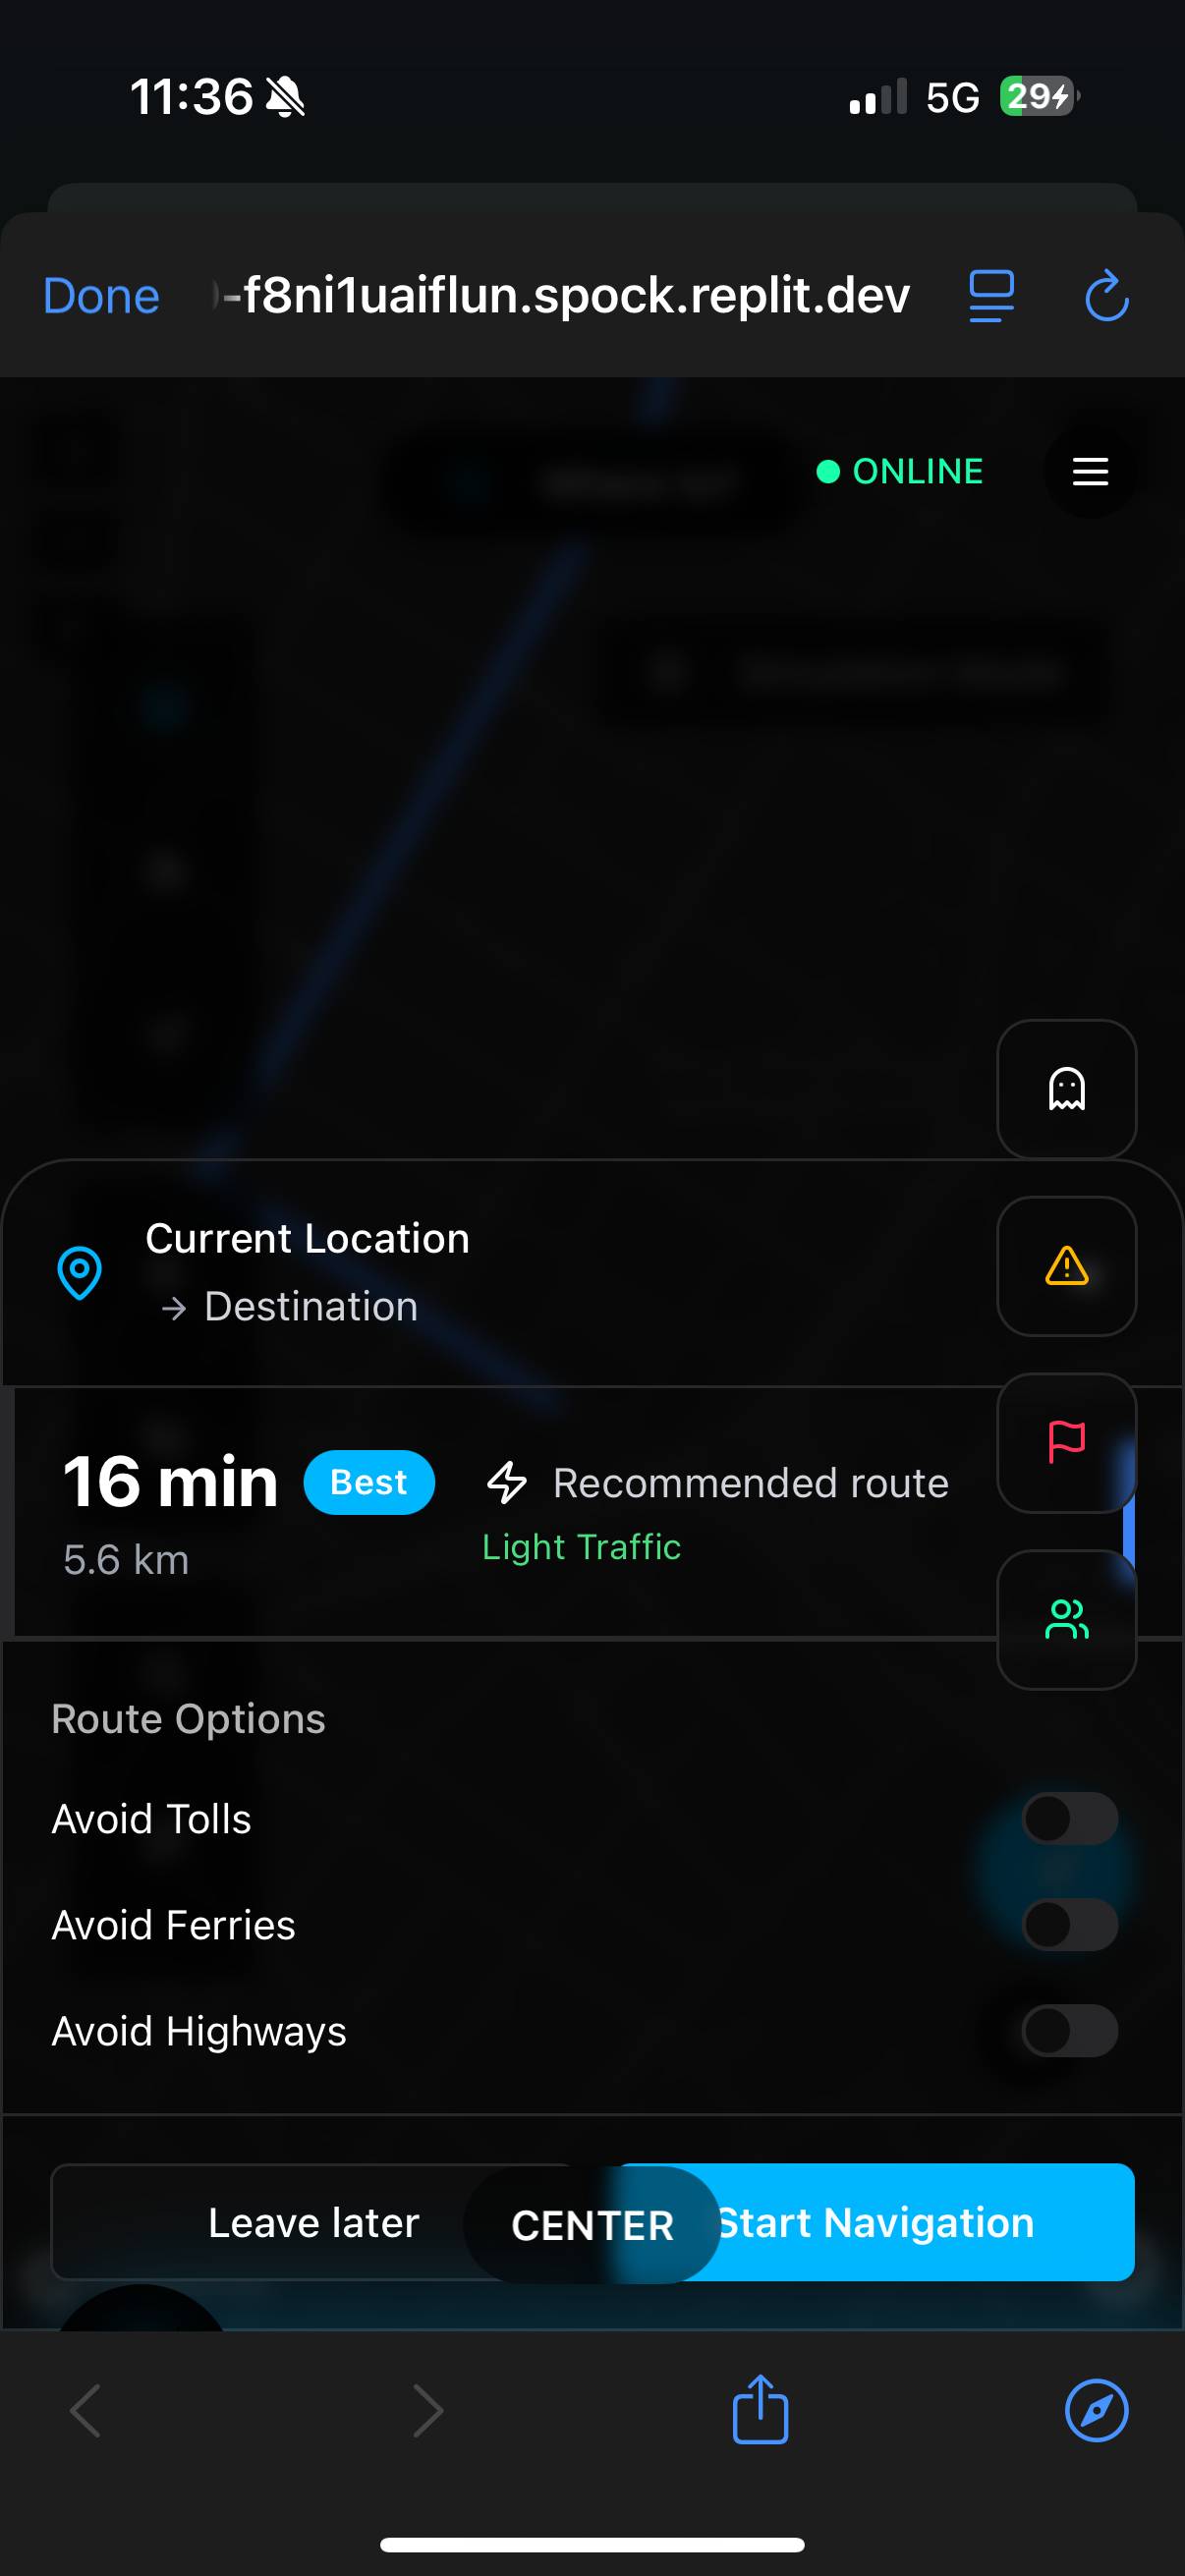 11:36
5G
29
Done
-f8ni1uaiflun.spock.replit.dev
ONLINE
Current Location
→ Destination
16 min
Best
Recommended route
5.6 km
Light Traffic
Route Options
Avoid Tolls
Avoid Ferries
Avoid Highways
Leave later
CENTER
Start Navigation